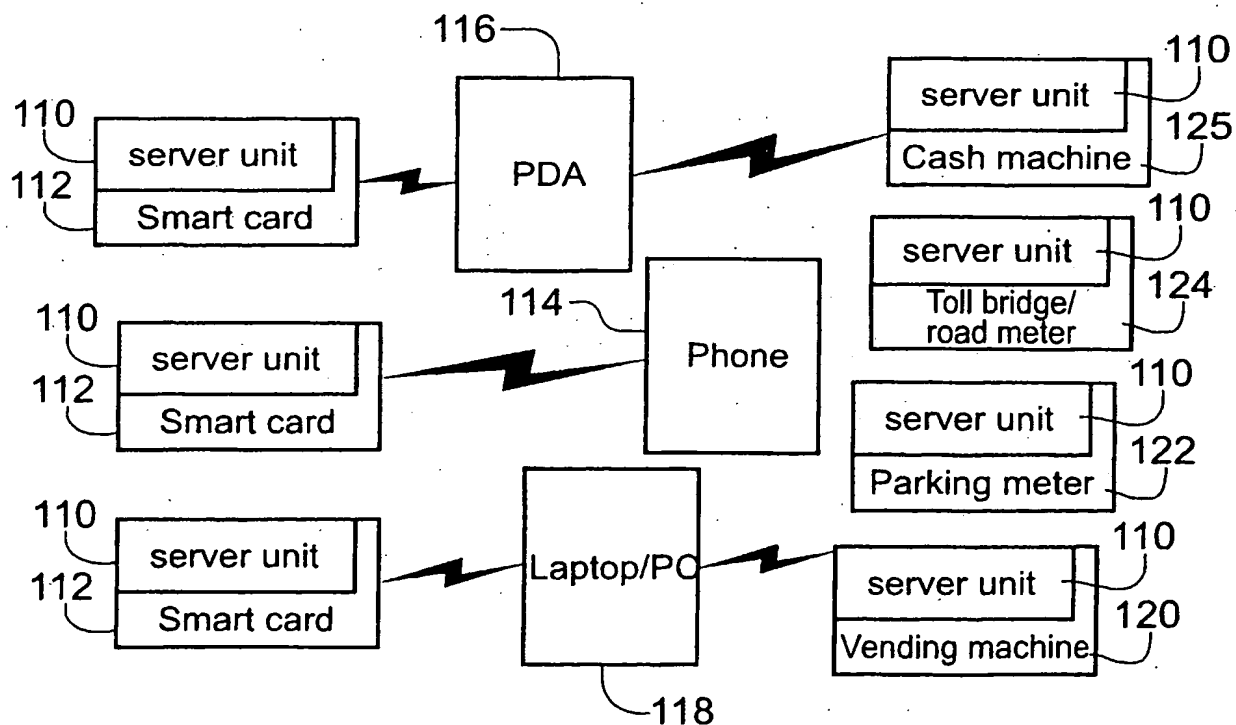 116
110
server unit
112
Smart card
PDA
110
server unit
125
Cash machine
110
server unit
124
Toll bridge/
road meter
114
Phone
110
server unit
112
Smart card
110
server unit
122
Parking meter
110
server unit
112
Smart card
Laptop/PC
118
110
server unit
120
Vending machine